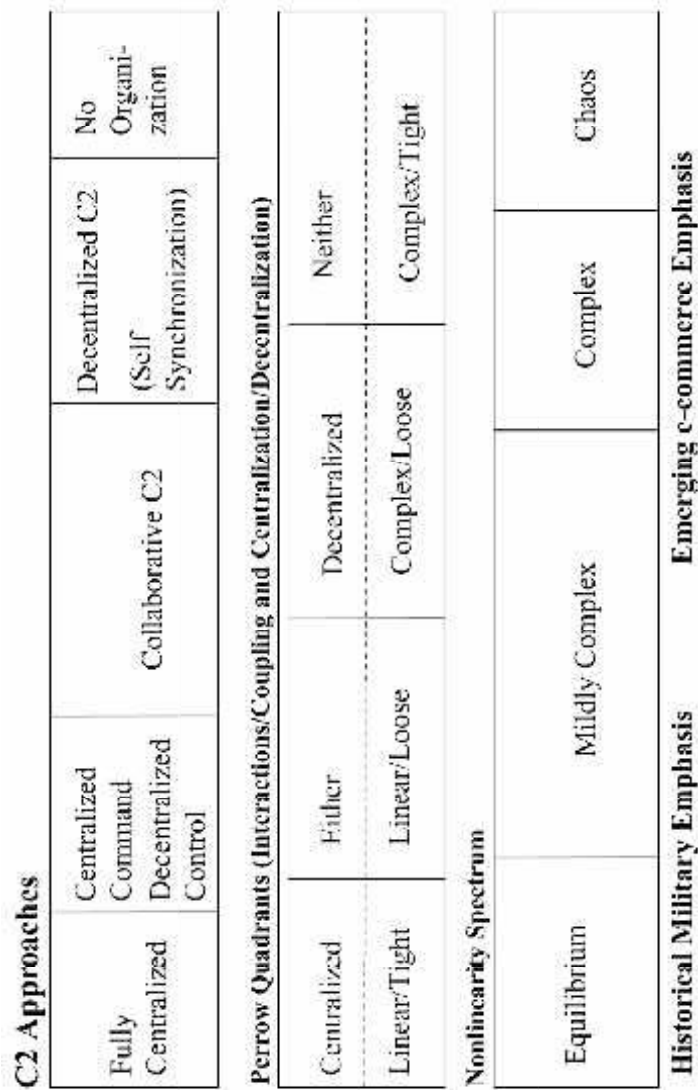 C2 Approaches
Fully
Centralized
Centralized
Command
Decentralized
Control
Collaborative C2
Decentralized C2
(Self
Synchronization)
No
Organi-
zation
Perrow Quadrants (Interactions/Coupling and Centralization/Decentralization)
Centralized
Either
Decentralized
Neither
Linear/Tight
Linear/Loose
Complex/Loose
Complex/Tight
Nonlinearity Spectrum
Equilibrium
Mildly Complex
Complex
Chaos
Historical Military Emphasis
Emerging e-commerce Emphasis